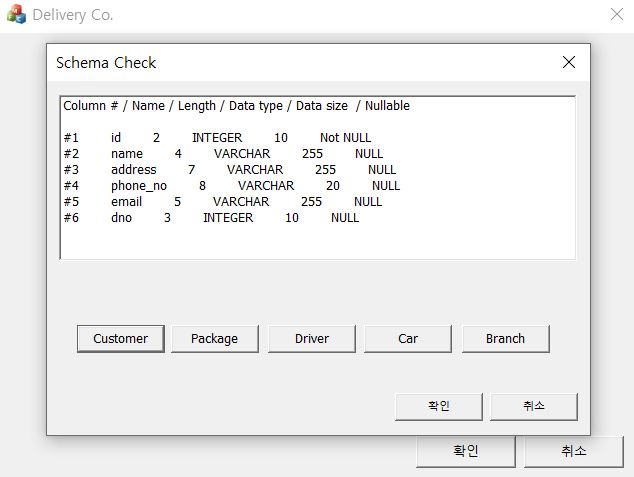 Delivery Co.
Schema Check
Column # / Name / Length / Data type / Data size / Nullable
#1 id 2 INTEGER 10 Not NULL
#2 name 4 VARCHAR 255 NULL
#3 address 7 VARCHAR 255 NULL
#4 phone_no 8 VARCHAR 20 NULL
#5 email 5 VARCHAR 255 NULL
#6 dno 3 INTEGER 10 NULL
Customer Package Driver Car Branch
확인 취소
확인 취소